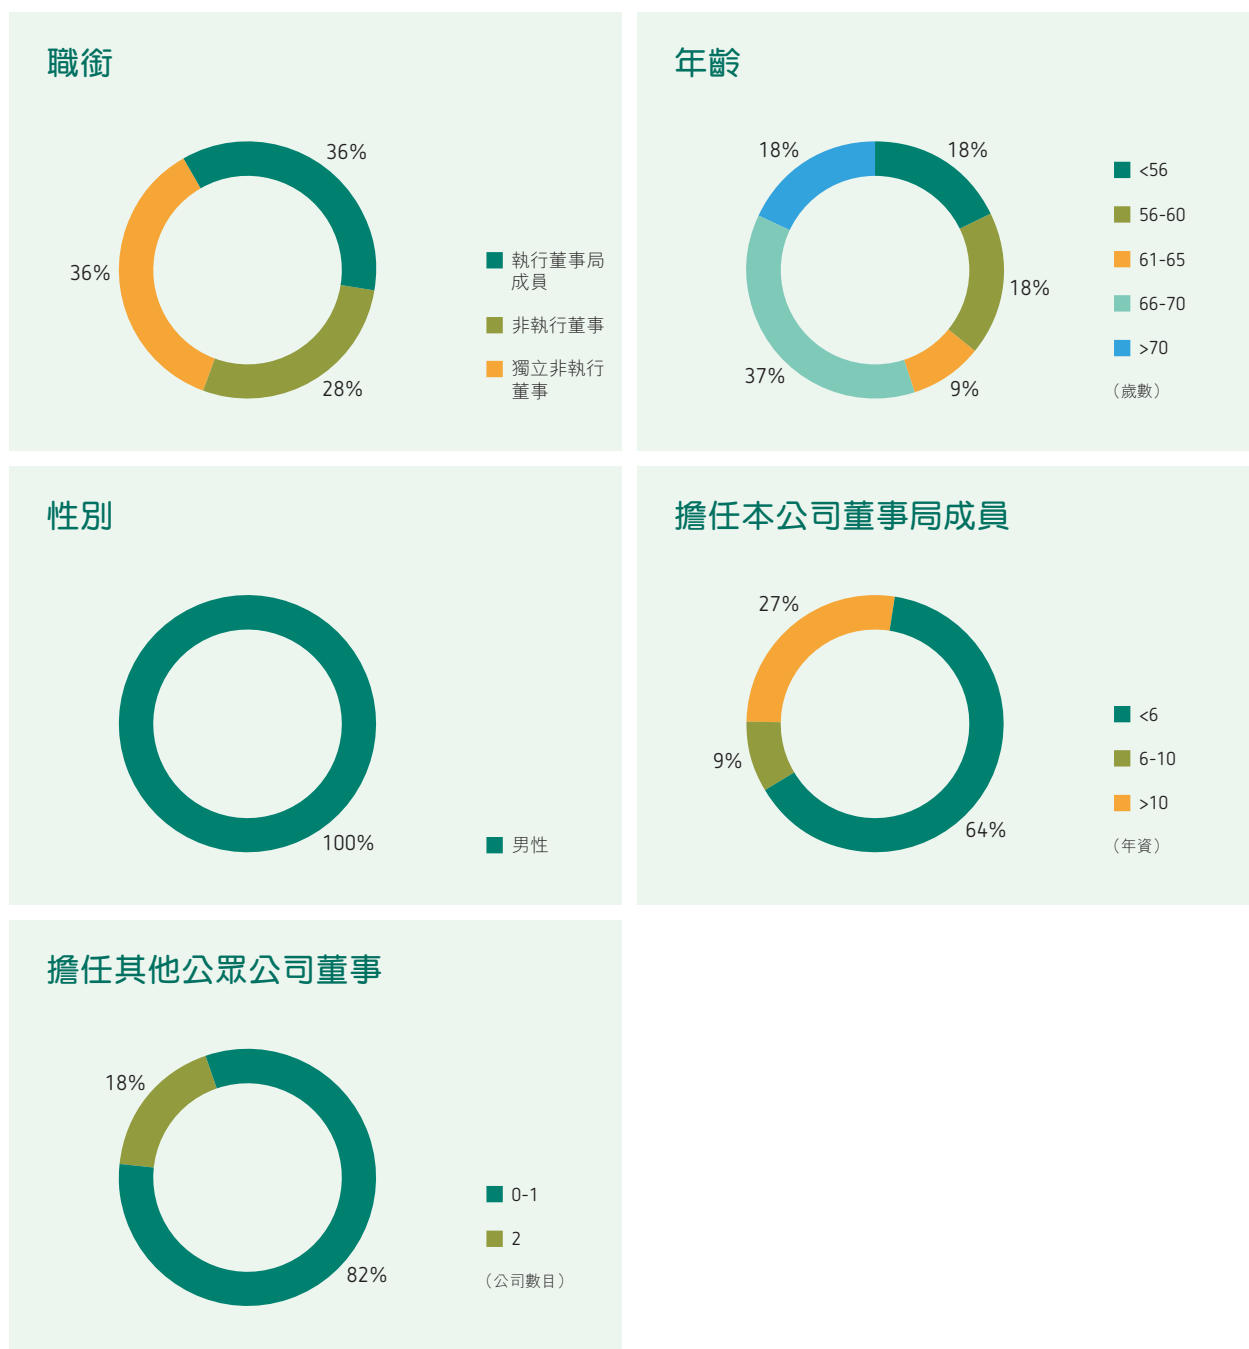 職銜
36%
36%
28%
執行董事局
成員
非執行董事
獨立非執行
董事
年齡
18%
18%
18%
37%
9%
<56
56-60
61-65
66-70
>70
（歲數）
性別
100%
男性
擔任本公司董事局成員
27%
9%
64%
<6
6-10
>10
（年資）
擔任其他公眾公司董事
18%
82%
0-1
2
（公司數目）